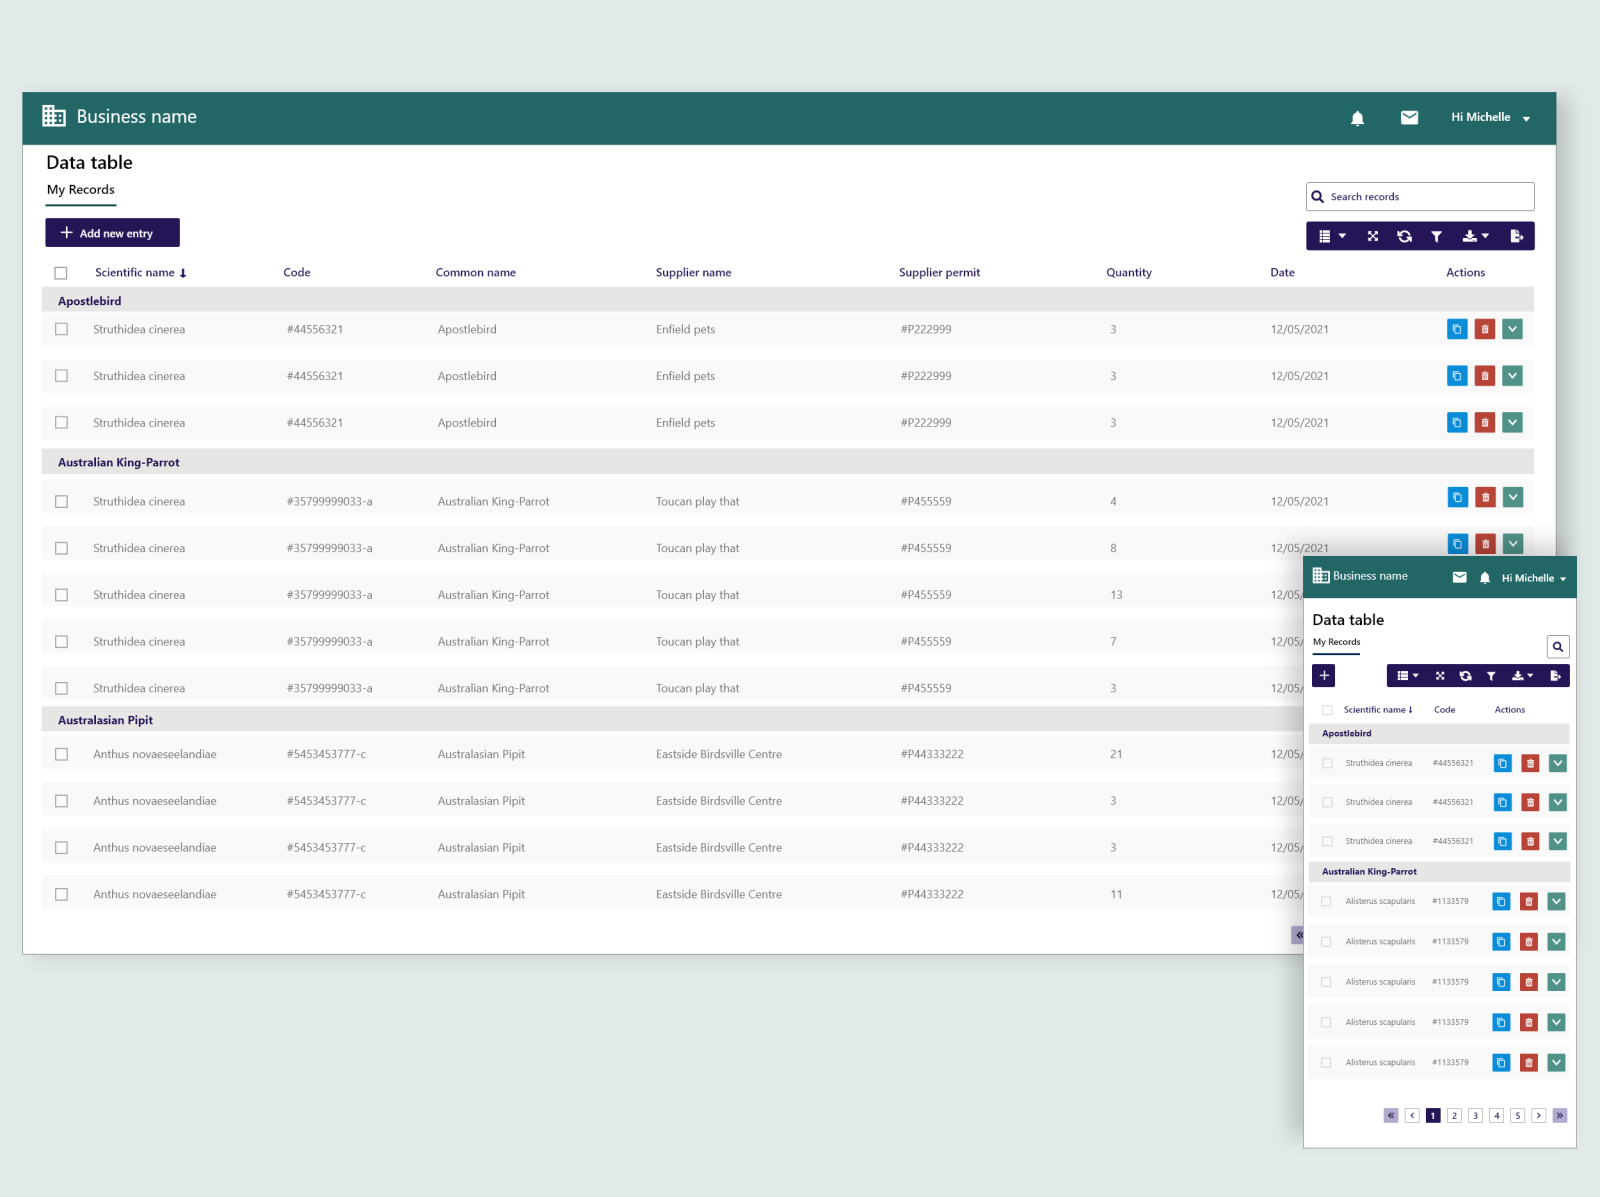 Business name
Hi Michelle
Data table
My Records
Search records
Add new entry
Scientific name Code Common name Supplier name Supplier permit Quantity Date Actions
Apostlebird
Struthidea cinerea #44556321 Apostlebird Enfield pets #P222999 3 12/05/2021
Struthidea cinerea #44556321 Apostlebird Enfield pets #P222999 3 12/05/2021
Struthidea cinerea #44556321 Apostlebird Enfield pets #P222999 3 12/05/2021
Australian King-Parrot
Struthidea cinerea #35799999033-a Australian King-Parrot Toucan play that #P455559 4 12/05/2021
Struthidea cinerea #35799999033-a Australian King-Parrot Toucan play that #P455559 8 12/05/2021
Struthidea cinerea #35799999033-a Australian King-Parrot Toucan play that #P455559 13 12/05/
Struthidea cinerea #35799999033-a Australian King-Parrot Toucan play that #P455559 7 12/05/
Struthidea cinerea #35799999033-a Australian King-Parrot Toucan play that #P455559 3 12/05/
Australasian Pipit
Anthus novaeseelandiae #5453453777-c Australasian Pipit Eastside Birdsville Centre #P44333222 21 12/05/
Anthus novaeseelandiae #5453453777-c Australasian Pipit Eastside Birdsville Centre #P44333222 3 12/05/
Anthus novaeseelandiae #5453453777-c Australasian Pipit Eastside Birdsville Centre #P44333222 3 12/05/
Anthus novaeseelandiae #5453453777-c Australasian Pipit Eastside Birdsville Centre #P44333222 11 12/05/
«
Business name Hi Michelle
Data table
My Records
Scientific name Code Actions
Apostlebird
Struthidea cinerea #44556321
Struthidea cinerea #44556321
Struthidea cinerea #44556321
Australian King-Parrot
Alisterus scapularis #1133579
Alisterus scapularis #1133579
Alisterus scapularis #1133579
Alisterus scapularis #1133579
Alisterus scapularis #1133579
« < 1 2 3 4 5 > »